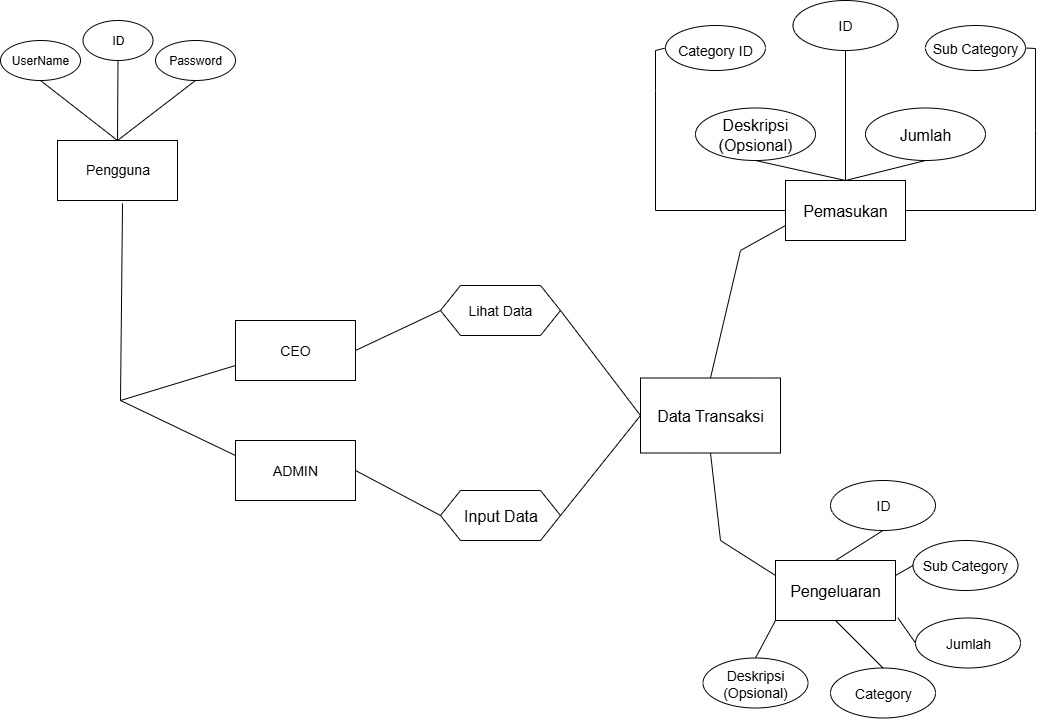 UserName
ID
Password
Pengguna
Category ID
ID
Sub Category
Deskripsi
(Opsional)
Jumlah
Pemasukan
CEO
Lihat Data
ADMIN
Input Data
Data Transaksi
ID
Sub Category
Pengeluaran
Jumlah
Deskripsi
(Opsional)
Category